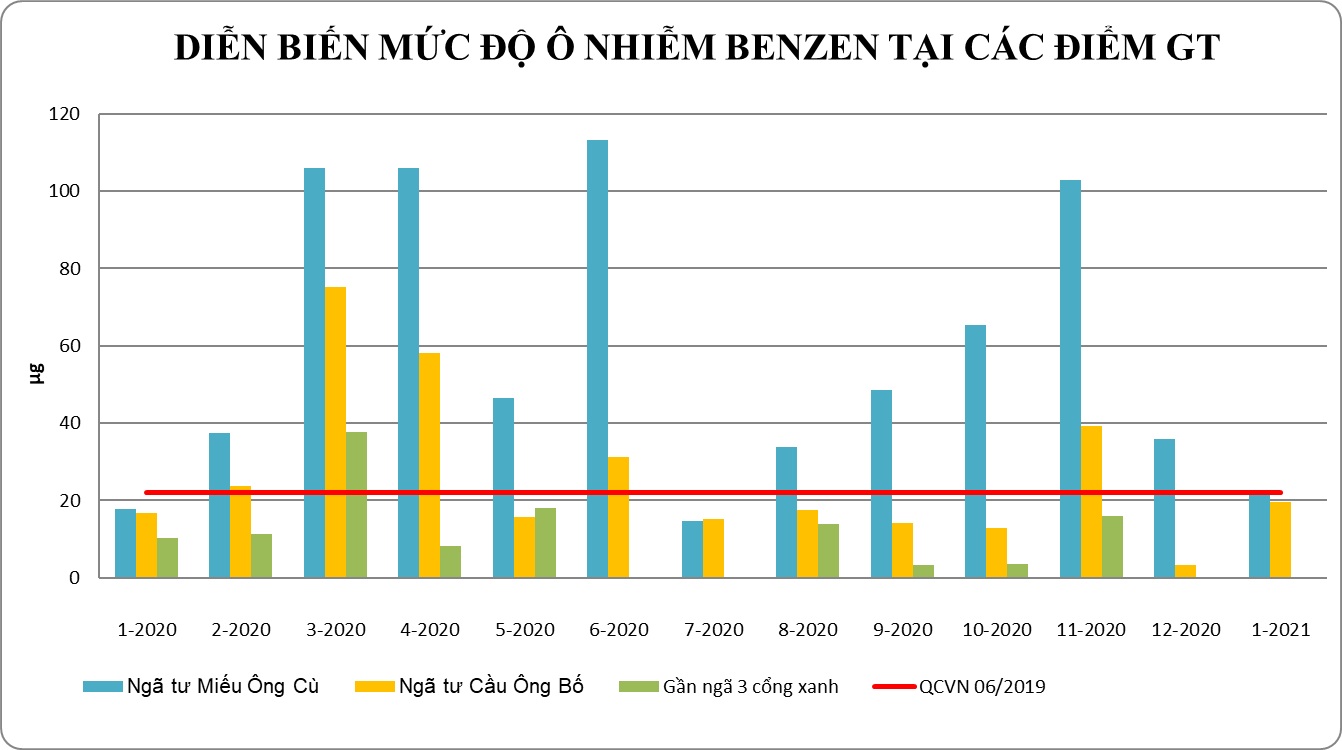 DIỄN BIẾN MỨC ĐỘ Ô NHIỄM BENZEN TẠI CÁC ĐIỂM GT
120
100
80
60
40
20
0
µg
1-2020 2-2020 3-2020 4-2020 5-2020 6-2020 7-2020 8-2020 9-2020 10-2020 11-2020 12-2020 1-2021
Ngã tư Miếu Ông Cù Ngã tư Cầu Ông Bố Gần ngã 3 cổng xanh QCVN 06/2019